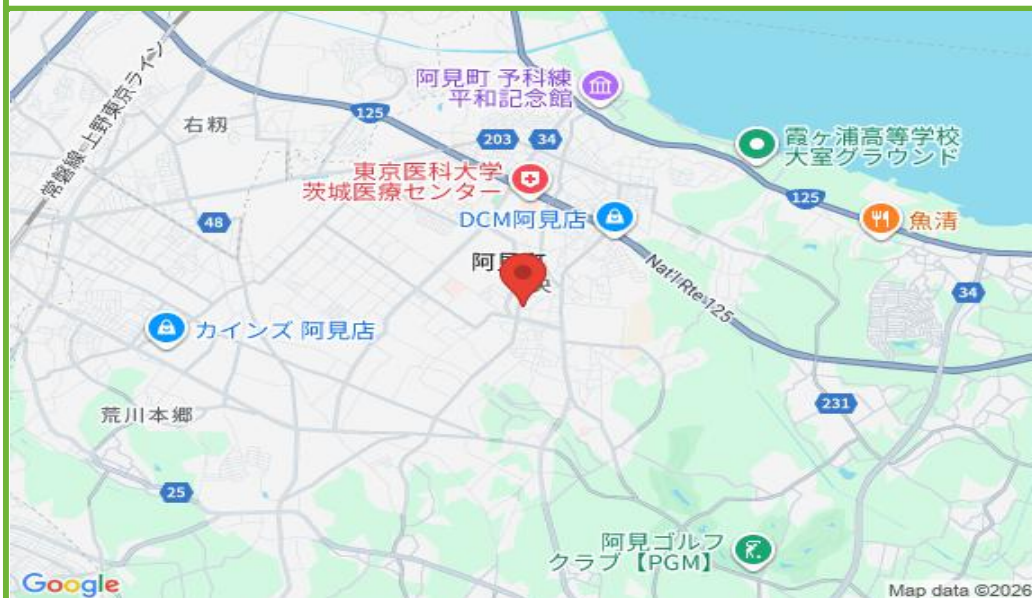 常磐線･上野東京ライン
125
右籾
阿見町 予科練
平和記念館
203
34
霞ヶ浦高等学校
大室グラウンド
東京医科大学
茨城医療センター
125
48
DCM阿見店
魚清
阿見
央
Nat'l Rte 125
34
カインズ 阿見店
231
荒川本郷
25
阿見ゴルフ
クラブ【PGM】
Google
Map data ©2026